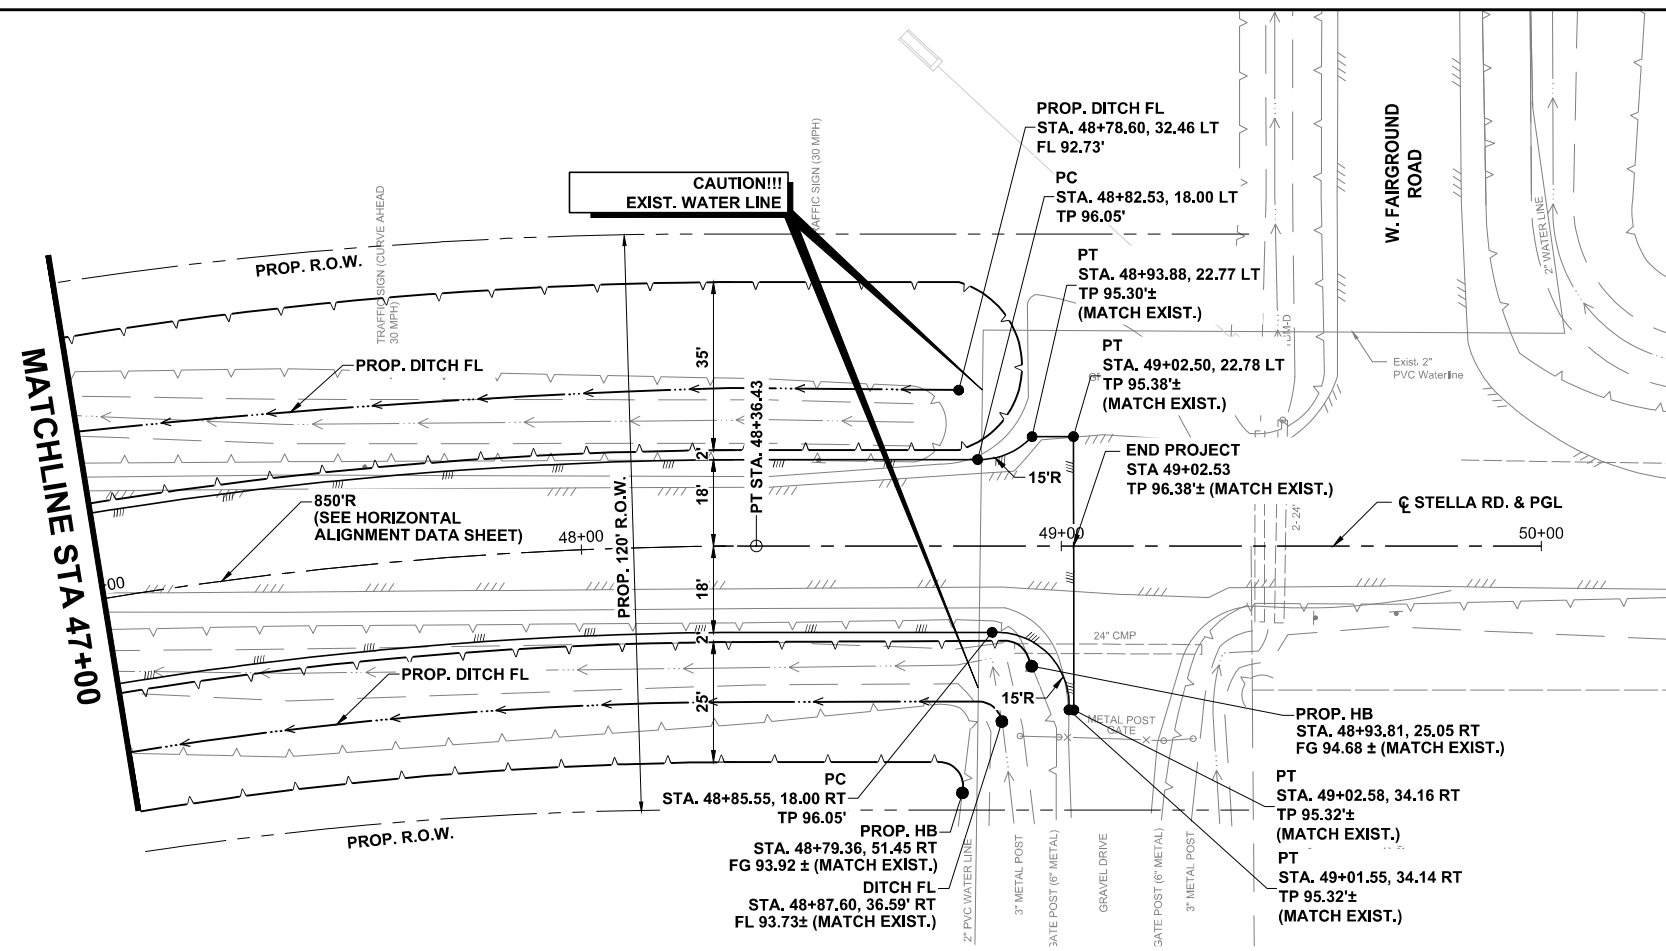 PROP. DITCH FL
STA. 48+78.60, 32.46 LT
FL 92.73'
PC
STA. 48+82.53, 18.00 LT
TP 96.05'
PT
STA. 48+93.88, 22.77 LT
TP 95.30'±
(MATCH EXIST.)
PT
STA. 49+02.50, 22.78 LT
TP 95.38'±
(MATCH EXIST.)
END PROJECT
STA 49+02.53
TP 96.38'± (MATCH EXIST.)
W. FAIRGROUND
ROAD
CAUTION!!!
EXIST. WATER LINE
TRAFFIC SIGN (CURVE AHEAD
30 MPH)
TRAFFIC SIGN (30 MPH)
PROP. R.O.W.
PROP. DITCH FL
MATCHLINE STA 47+00
850'R
(SEE HORIZONTAL
ALIGNMENT DATA SHEET)
35'
2'
18'
18'
2'
25'
PROP. 120' R.O.W.
PT STA. 48+36.43
48+00
49+00
50+00
+00
15'R
℄ STELLA RD. & PGL
2" WATER LINE
Exist. 2"
PVC Waterline
2- 24"
24" CMP
PROP. DITCH FL
15'R
METAL POST
GATE
PROP. R.O.W.
PC
STA. 48+85.55, 18.00 RT
TP 96.05'
PROP. HB
STA. 48+79.36, 51.45 RT
FG 93.92 ± (MATCH EXIST.)
DITCH FL
STA. 48+87.60, 36.59' RT
FL 93.73± (MATCH EXIST.)
PROP. HB
STA. 48+93.81, 25.05 RT
FG 94.68 ± (MATCH EXIST.)
PT
STA. 49+02.58, 34.16 RT
TP 95.32'±
(MATCH EXIST.)
PT
STA. 49+01.55, 34.14 RT
TP 95.32'±
(MATCH EXIST.)
2" PVC WATER LINE
3" METAL POST
GATE POST (6" METAL)
GRAVEL DRIVE
GATE POST (6" METAL)
3" METAL POST